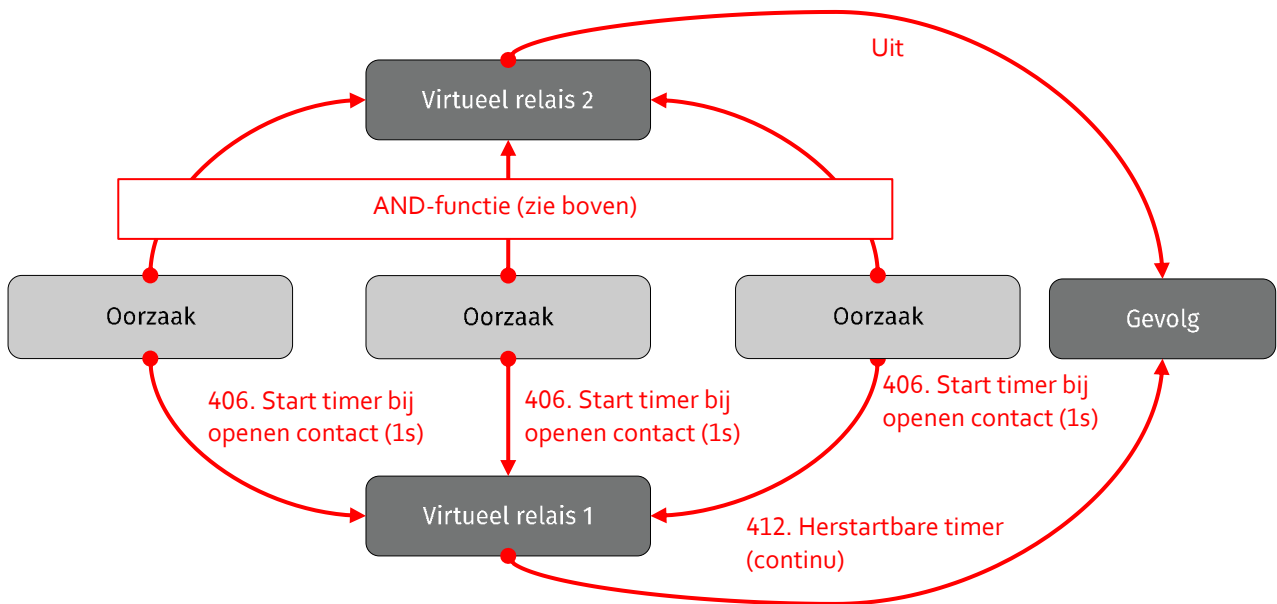 Uit
Virtueel relais 2
AND-functie (zie boven)
Oorzaak
Oorzaak
Oorzaak
Gevolg
406. Start timer bij
openen contact (1s)
406. Start timer bij
openen contact (1s)
406. Start timer bij
openen contact (1s)
Virtueel relais 1
412. Herstartbare timer
(continu)